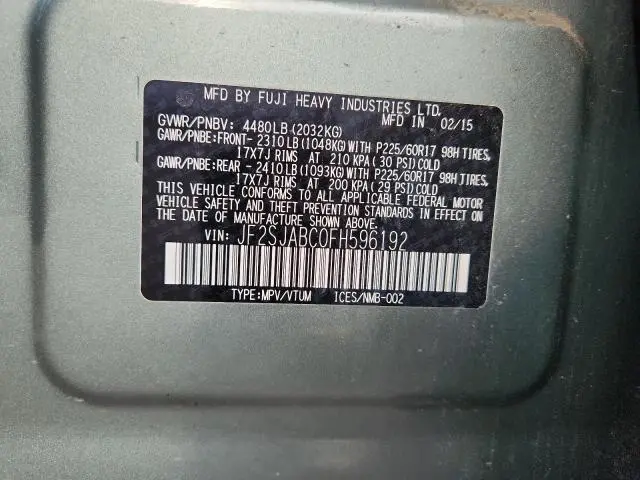 MFD BY FUJI HEAVY INDUSTRIES LTD.
MFD IN 02/15
GVWR/PNBV: 4480LB(2032KG)
GAWR/PNBE:FRONT- 2310LB(1048KG)WITH P225/60R17 98H TIRES,
17X7J RIMS AT 210 KPA (30 PSI)COLD
GAWR/PNBE:REAR - 2410LB(1093KG)WITH P225/60R17 98H TIRES,
17X7J RIMS AT 200 KPA (29 PSI)COLD
THIS VEHICLE CONFORMS TO ALL APPLICABLE FEDERAL MOTOR
VEHICLE SAFETY AND BUMPER STANDARDS IN EFFECT ON
THE DATE OF MANUFACTURE SHOWN ABOVE.
VIN: JF2SJABC0FH596192
TYPE:MPV/VTUM ICES/NMB-002